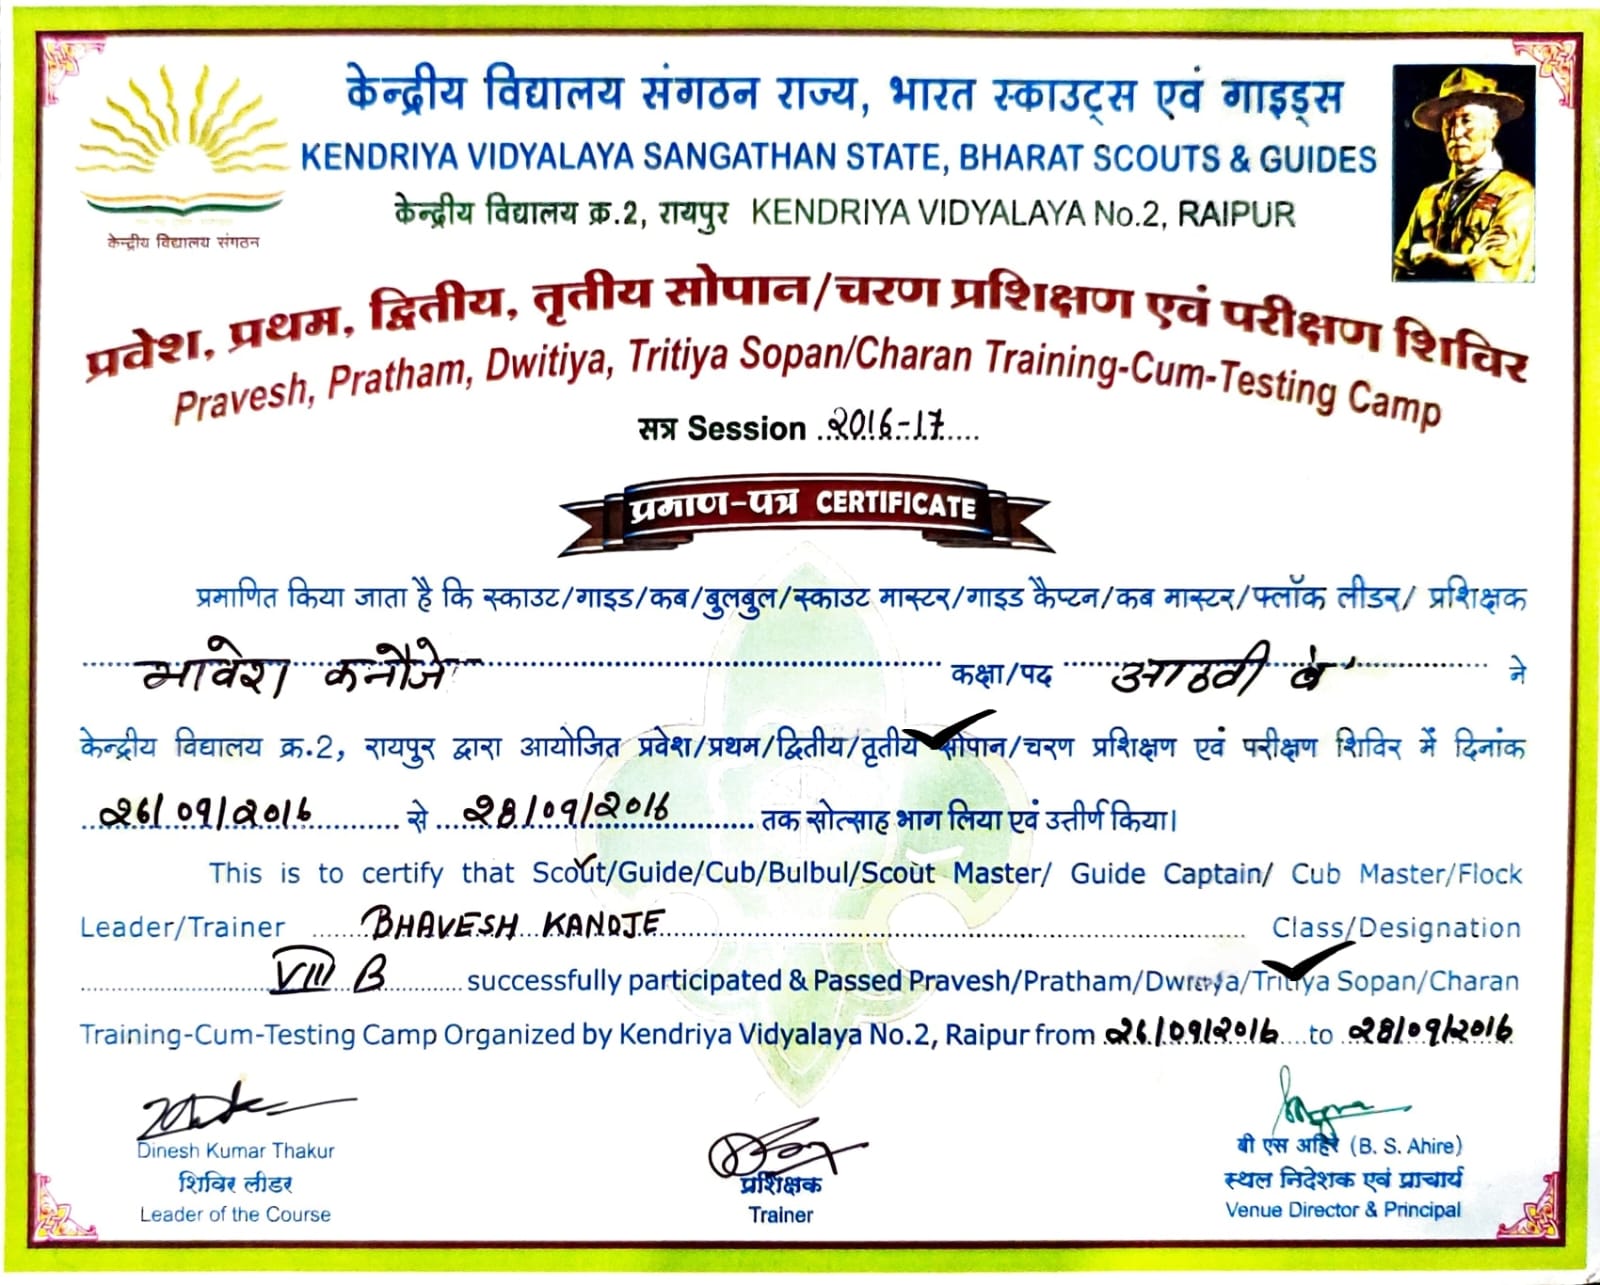 केन्द्रीय विद्यालय संगठन राज्य, भारत स्काउट्स एवं गाइड्स
KENDRIYA VIDYALAYA SANGATHAN STATE, BHARAT SCOUTS & GUIDES
केन्द्रीय विद्यालय क्र.2, रायपुर KENDRIYA VIDYALAYA No.2, RAIPUR
केन्द्रीय विद्यालय संगठन
प्रवेश, प्रथम, द्वितीय, तृतीय सोपान/चरण प्रशिक्षण एवं परीक्षण शिविर
Pravesh, Pratham, Dwitiya, Tritiya Sopan/Charan Training-Cum-Testing Camp
सत्र Session 2016-17
प्रमाण-पत्र CERTIFICATE
प्रमाणित किया जाता है कि स्काउट/गाइड/कब/बुलबुल/स्काउट मास्टर/गाइड कैप्टन/कब मास्टर/फ्लॉक लीडर/ प्रशिक्षक
भावेश कनौजे कक्षा/पद आठवी ब ने
केन्द्रीय विद्यालय क्र.2, रायपुर द्वारा आयोजित प्रवेश/प्रथम/द्वितीय/तृतीय सोपान/चरण प्रशिक्षण एवं परीक्षण शिविर में दिनांक
26/09/2016 से 28/09/2016 तक सोत्साह भाग लिया एवं उत्तीर्ण किया।
This is to certify that Scout/Guide/Cub/Bulbul/Scout Master/ Guide Captain/ Cub Master/Flock
Leader/Trainer BHAVESH KANOJE Class/Designation
VIII B successfully participated & Passed Pravesh/Pratham/Dwitiya/Tritiya Sopan/Charan
Training-Cum-Testing Camp Organized by Kendriya Vidyalaya No.2, Raipur from 26/09/2016 to 28/09/2016
Dinesh Kumar Thakur
शिविर लीडर
Leader of the Course
प्रशिक्षक
Trainer
बी एस अहिरे (B. S. Ahire)
स्थल निदेशक एवं प्राचार्य
Venue Director & Principal